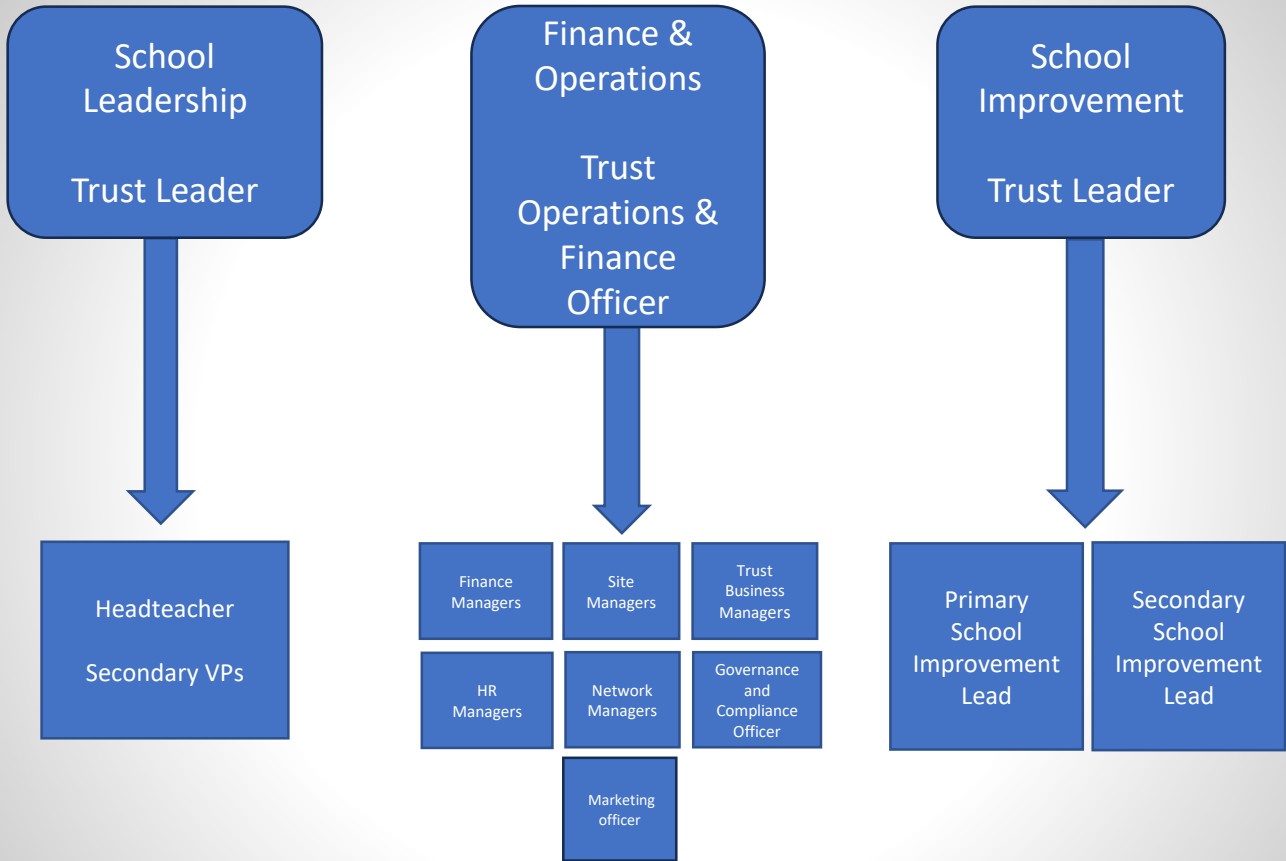 School
Leadership
Trust Leader
Finance &
Operations
Trust
Operations &
Finance
Officer
School
Improvement
Trust Leader
Headteacher
Secondary VPs
Finance
Managers
Site
Managers
Trust
Business
Managers
HR
Managers
Network
Managers
Governance
and
Compliance
Officer
Marketing
officer
Primary
School
Improvement
Lead
Secondary
School
Improvement
Lead